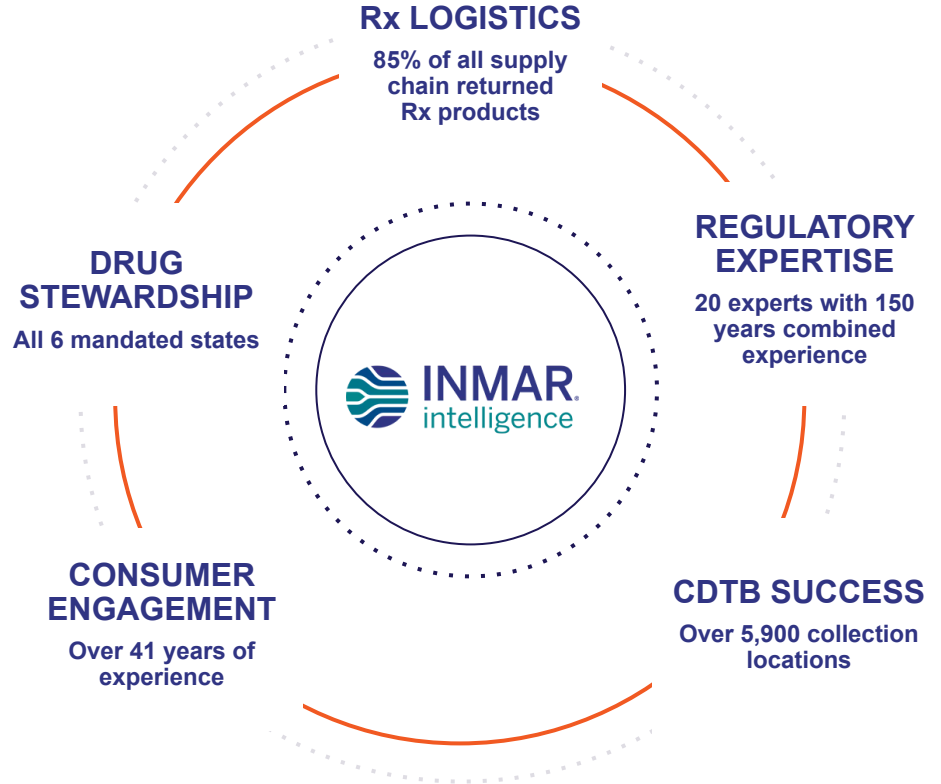 Rx LOGISTICS
85% of all supply
chain returned
Rx products
REGULATORY
EXPERTISE
20 experts with 150
years combined
experience
DRUG
STEWARDSHIP
All 6 mandated states
INMAR®
intelligence
CONSUMER
ENGAGEMENT
Over 41 years of
experience
CDTB SUCCESS
Over 5,900 collection
locations